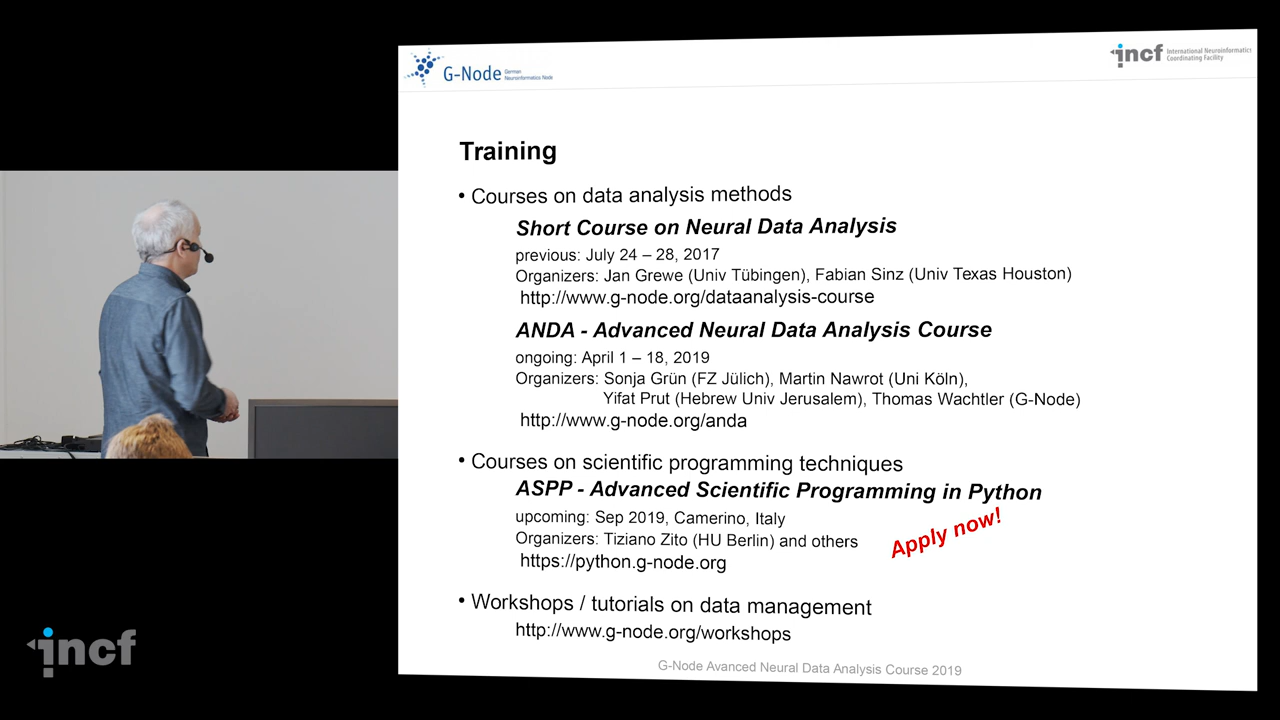 G-Node German Neuroinformatics Node
incf International Neuroinformatics Coordinating Facility
Training
• Courses on data analysis methods
Short Course on Neural Data Analysis
previous: July 24 – 28, 2017
Organizers: Jan Grewe (Univ Tübingen), Fabian Sinz (Univ Texas Houston)
http://www.g-node.org/dataanalysis-course
ANDA - Advanced Neural Data Analysis Course
ongoing: April 1 – 18, 2019
Organizers: Sonja Grün (FZ Jülich), Martin Nawrot (Uni Köln),
Yifat Prut (Hebrew Univ Jerusalem), Thomas Wachtler (G-Node)
http://www.g-node.org/anda
• Courses on scientific programming techniques
ASPP - Advanced Scientific Programming in Python
upcoming: Sep 2019, Camerino, Italy
Organizers: Tiziano Zito (HU Berlin) and others
Apply now!
https://python.g-node.org
• Workshops / tutorials on data management
http://www.g-node.org/workshops
G-Node Avanced Neural Data Analysis Course 2019
incf